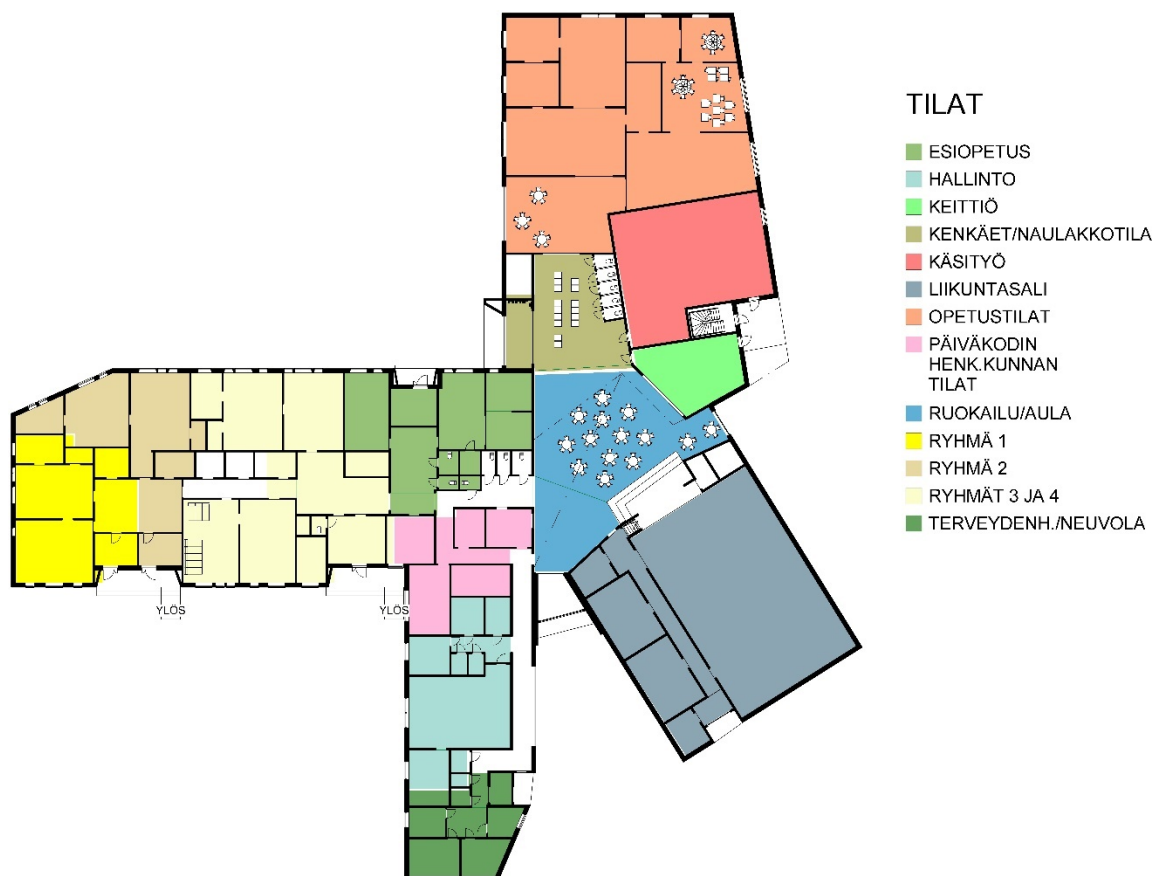 TILAT
ESIOPETUS
HALLINTO
KEITTIÖ
KENKÄET/NAULAKKOTILA
KÄSITYÖ
LIIKUNTASALI
OPETUSTILAT
PÄIVÄKODIN
HENK.KUNNAN
TILAT
RUOKAILU/AULA
RYHMÄ 1
RYHMÄ 2
RYHMÄT 3 JA 4
TERVEYDENH./NEUVOLA
YLÖS
YLÖS